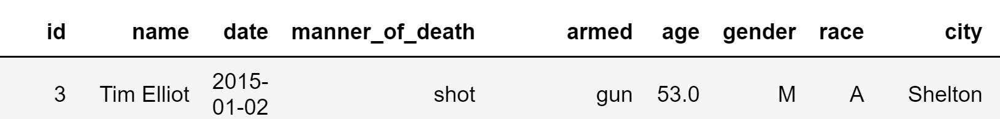 id name date manner_of_death armed age gender race city
3 Tim Elliot 2015-
01-02 shot gun 53.0 M A Shelton